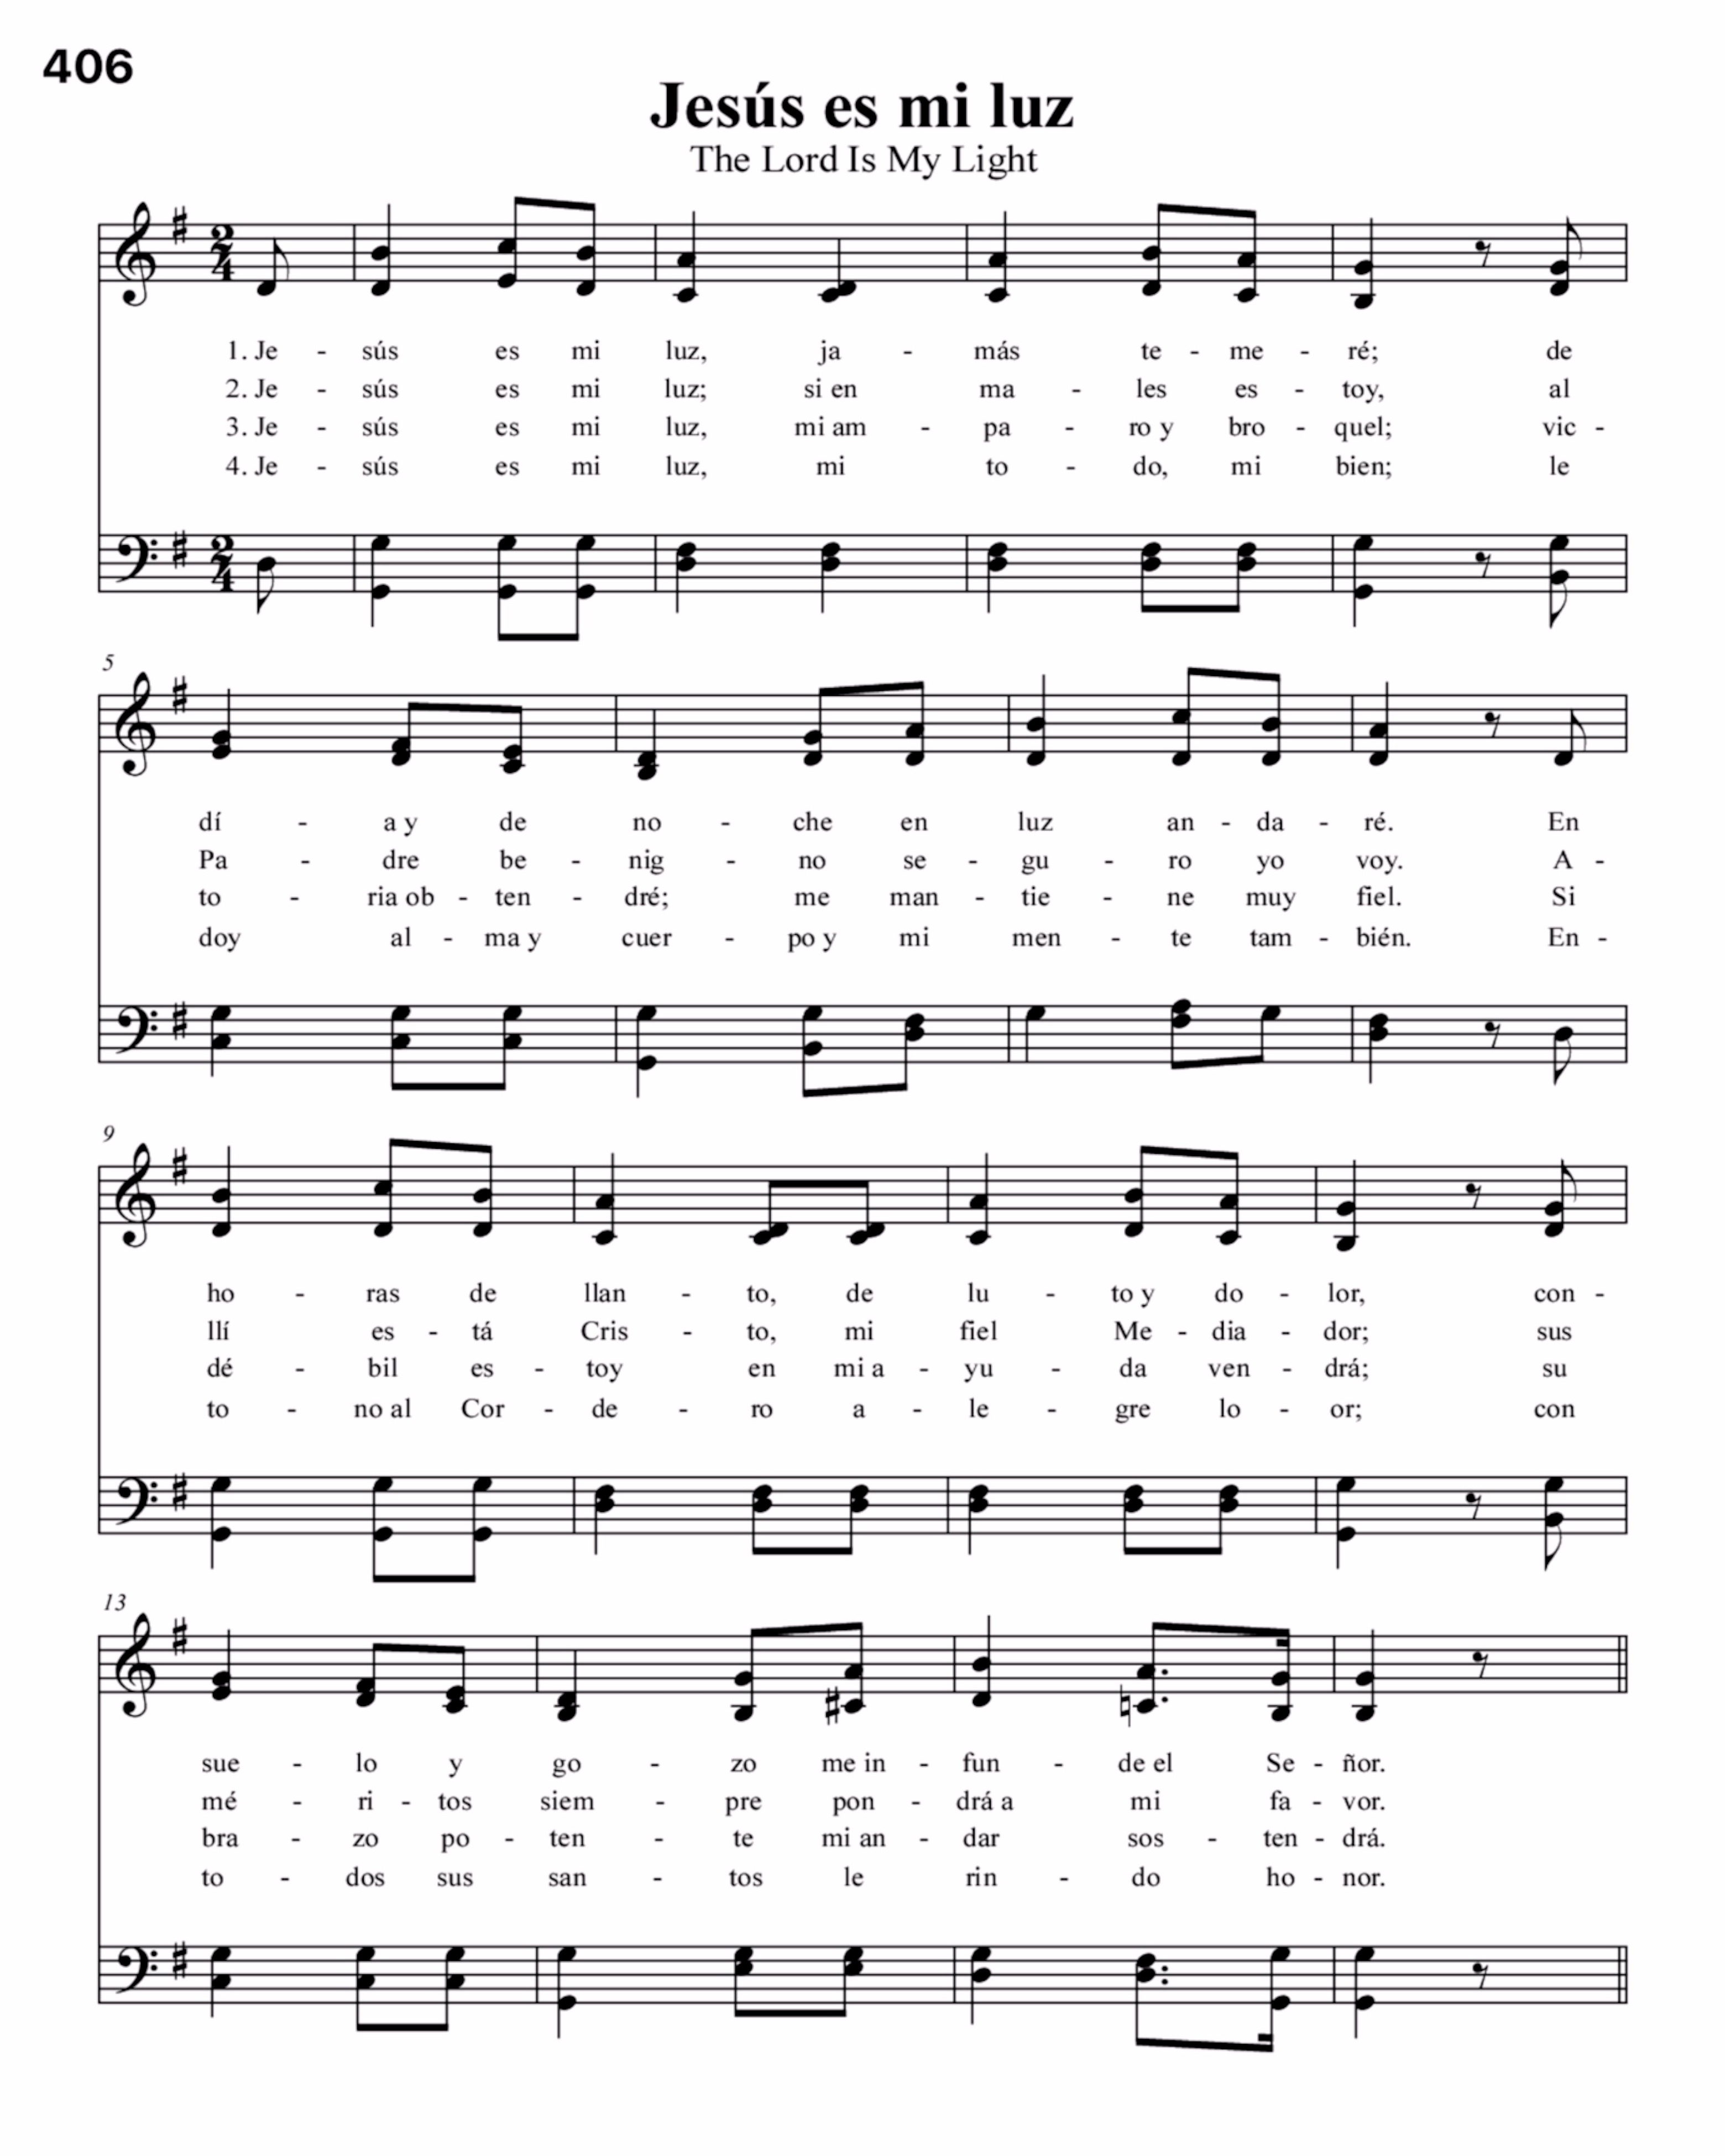 406
Jesús es mi luz
The Lord Is My Light
1. Je - sús es mi luz, ja - más te - me - ré; de
2. Je - sús es mi luz; si en ma - les es - toy, al
3. Je - sús es mi luz, mi am - pa - ro y bro - quel; vic -
4. Je - sús es mi luz, mi to - do, mi bien; le
5
dí - a y de no - che en luz an - da - ré. En
Pa - dre be - nig - no se - gu - ro yo voy. A -
to - ria ob - ten - dré; me man - tie - ne muy fiel. Si
doy al - ma y cuer - po y mi men - te tam - bién. En -
9
ho - ras de llan - to, de lu - to y do - lor, con -
llí es - tá Cris - to, mi fiel Me - dia - dor; sus
dé - bil es - toy en mi a - yu - da ven - drá; su
to - no al Cor - de - ro a - le - gre lo - or; con
13
sue - lo y go - zo me in - fun - de el Se - ñor.
mé - ri - tos siem - pre pon - drá a mi fa - vor.
bra - zo po - ten - te mi an - dar sos - ten - drá.
to - dos sus san - tos le rin - do ho - nor.